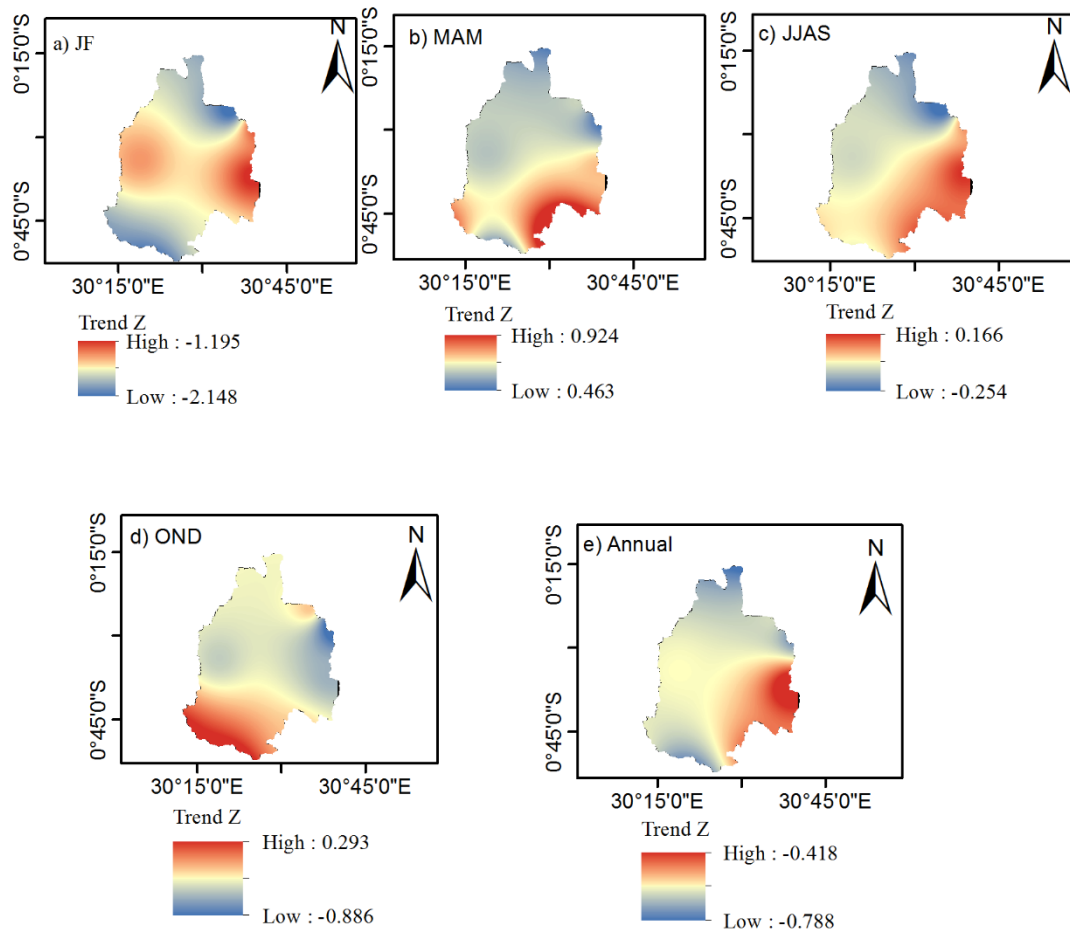 a) JF
N
0°15'0"S
0°45'0"S
30°15'0"E 30°45'0"E
Trend Z
High : -1.195
Low : -2.148
b) MAM
N
0°15'0"S
0°45'0"S
30°15'0"E 30°45'0"E
Trend Z
High : 0.924
Low : 0.463
c) JJAS
N
0°15'0"S
0°45'0"S
30°15'0"E 30°45'0"E
Trend Z
High : 0.166
Low : -0.254
d) OND
N
0°15'0"S
0°45'0"S
30°15'0"E 30°45'0"E
Trend Z
High : 0.293
Low : -0.886
e) Annual
N
0°15'0"S
0°45'0"S
30°15'0"E 30°45'0"E
Trend Z
High : -0.418
Low : -0.788